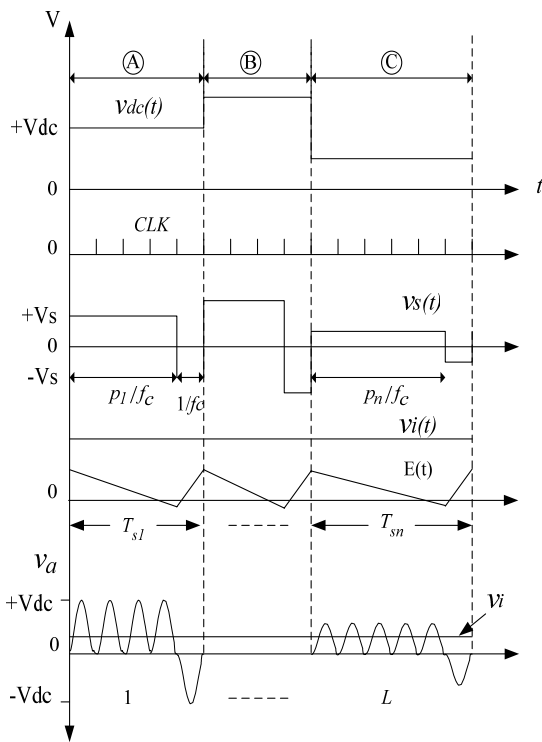 V
A B C
vdc(t)
+Vdc
0
t
CLK
0
+Vs
vs(t)
0
-Vs
p1/fc 1/fc pn/fc
vi(t)
E(t)
0
Ts1 ----- Tsn
va
+Vdc
vi
0
-Vdc
1 ----- L